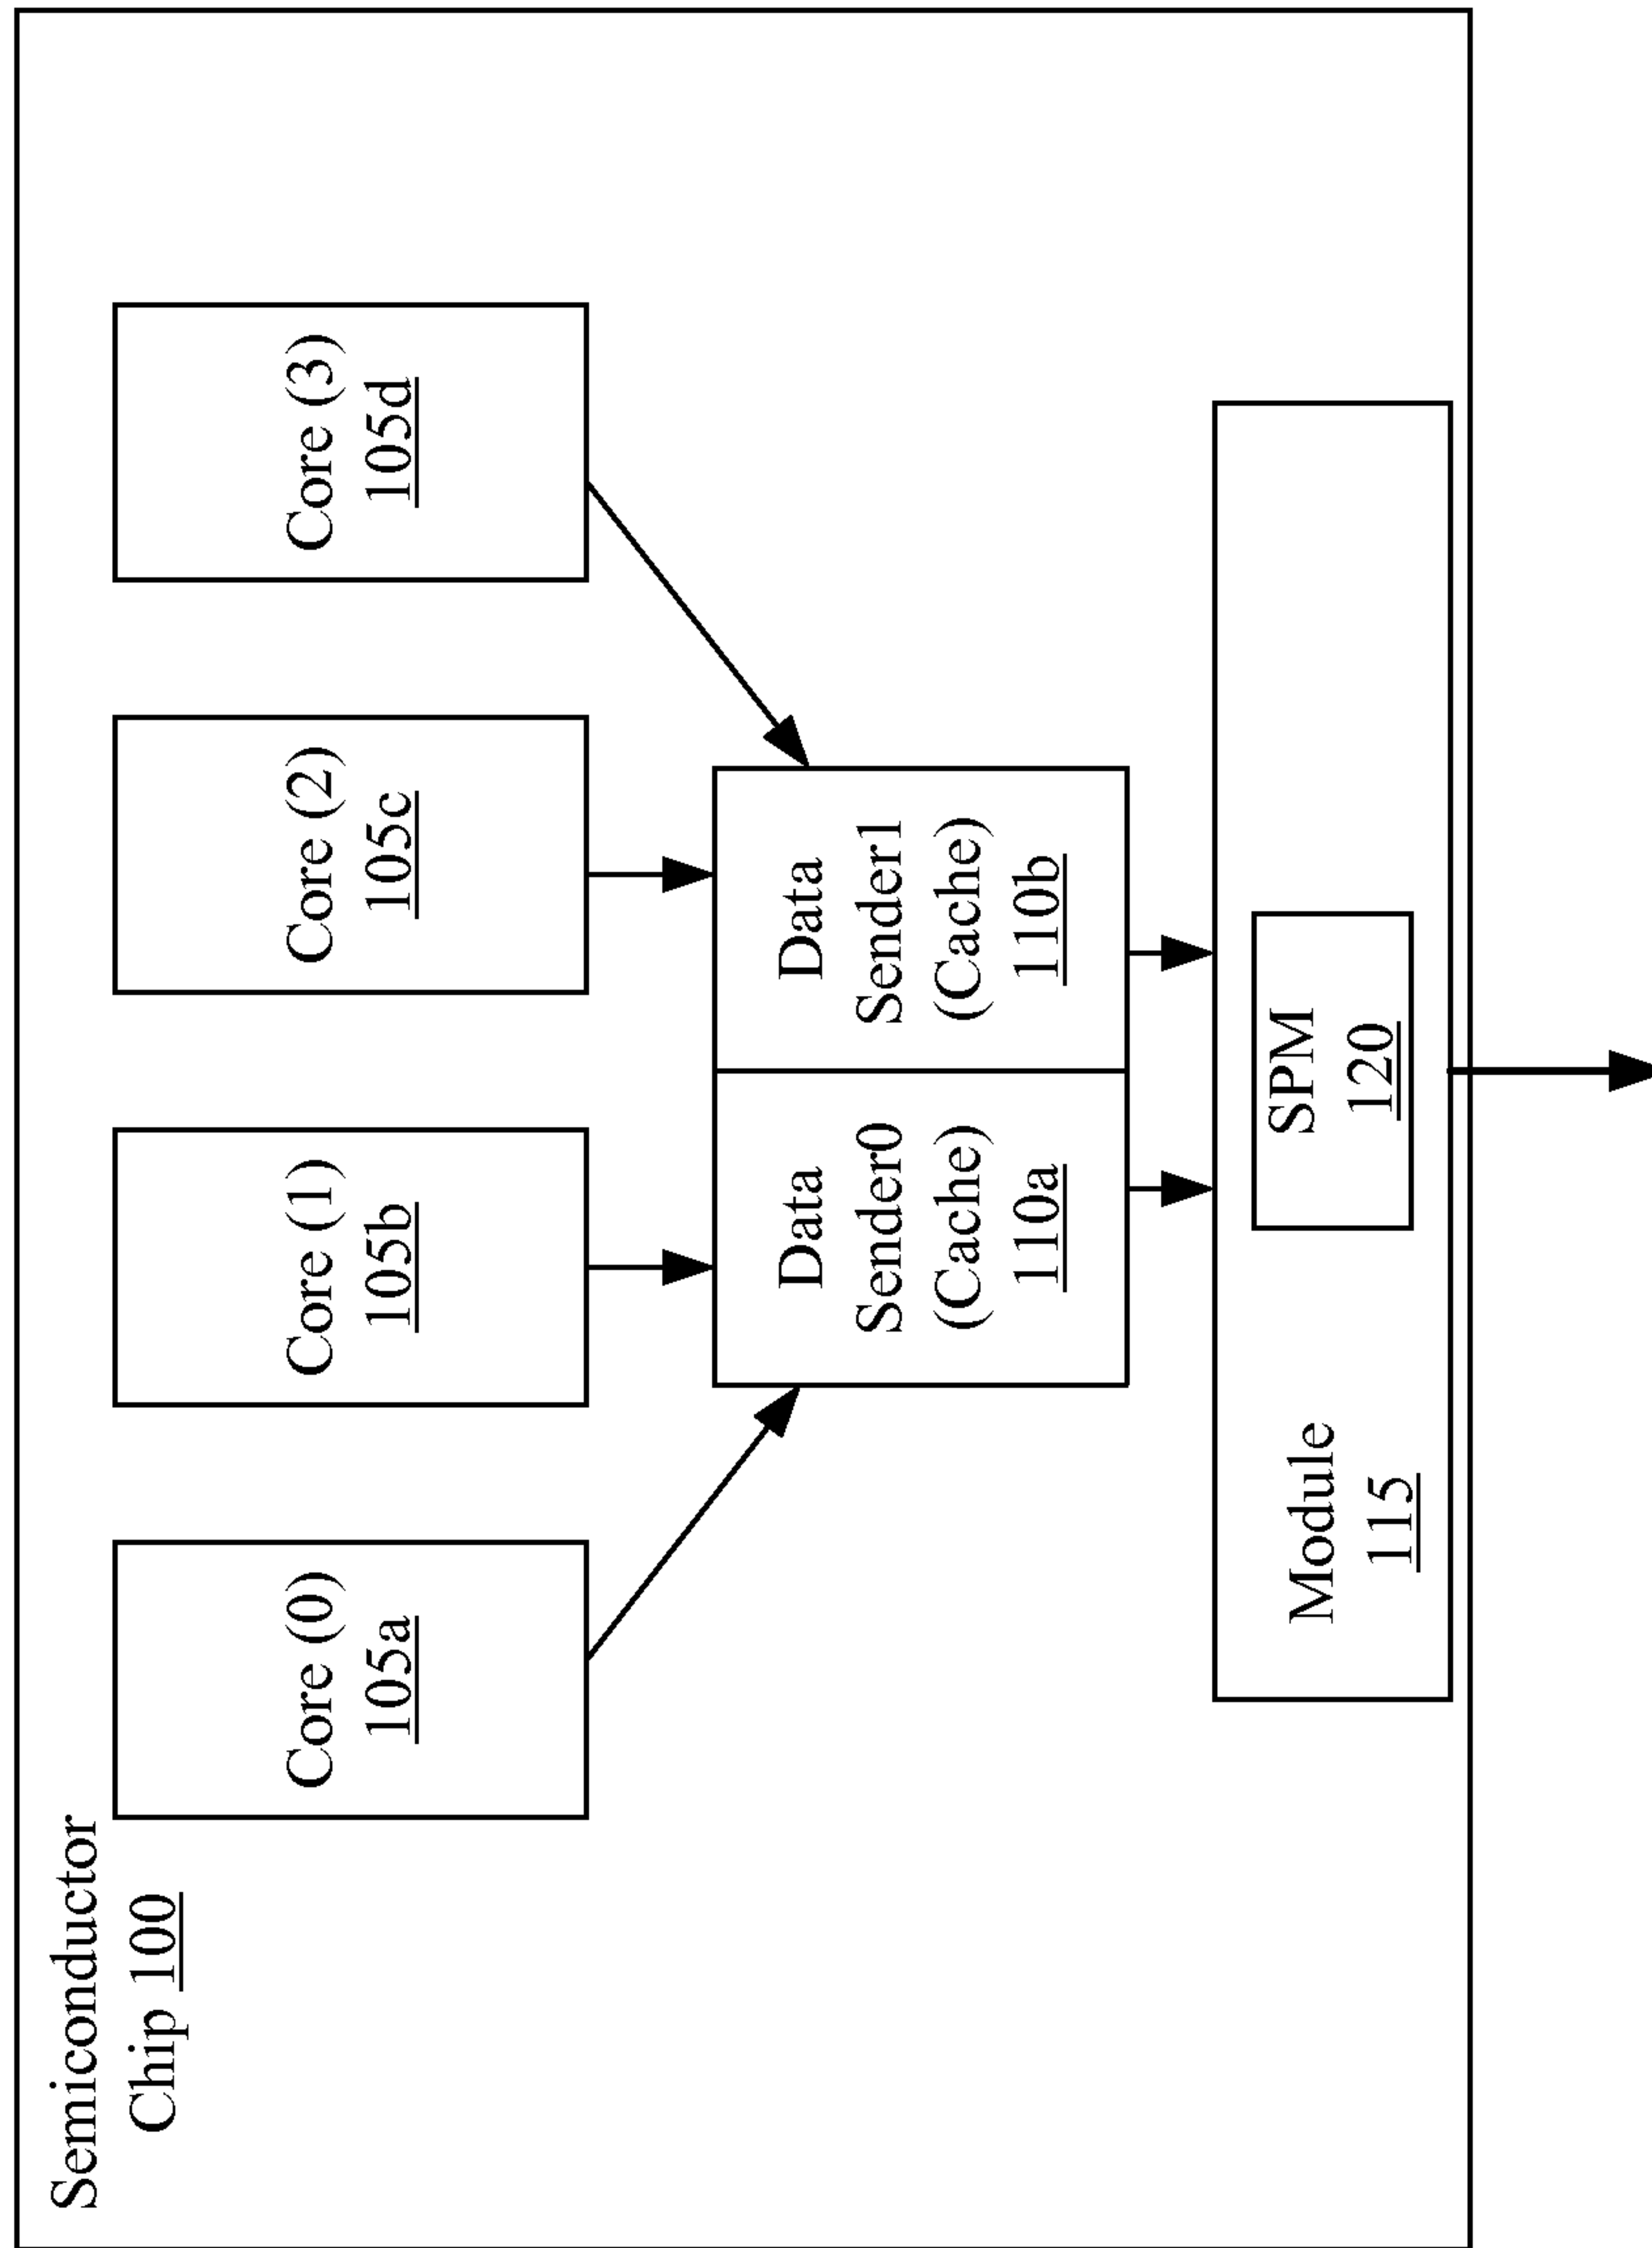 Semiconductor
Chip 100
Core (0)
105a
Core (1)
105b
Core (2)
105c
Core (3)
105d
Data
Sender0
(Cache)
110a
Data
Sender1
(Cache)
110b
Module
115
SPM
120